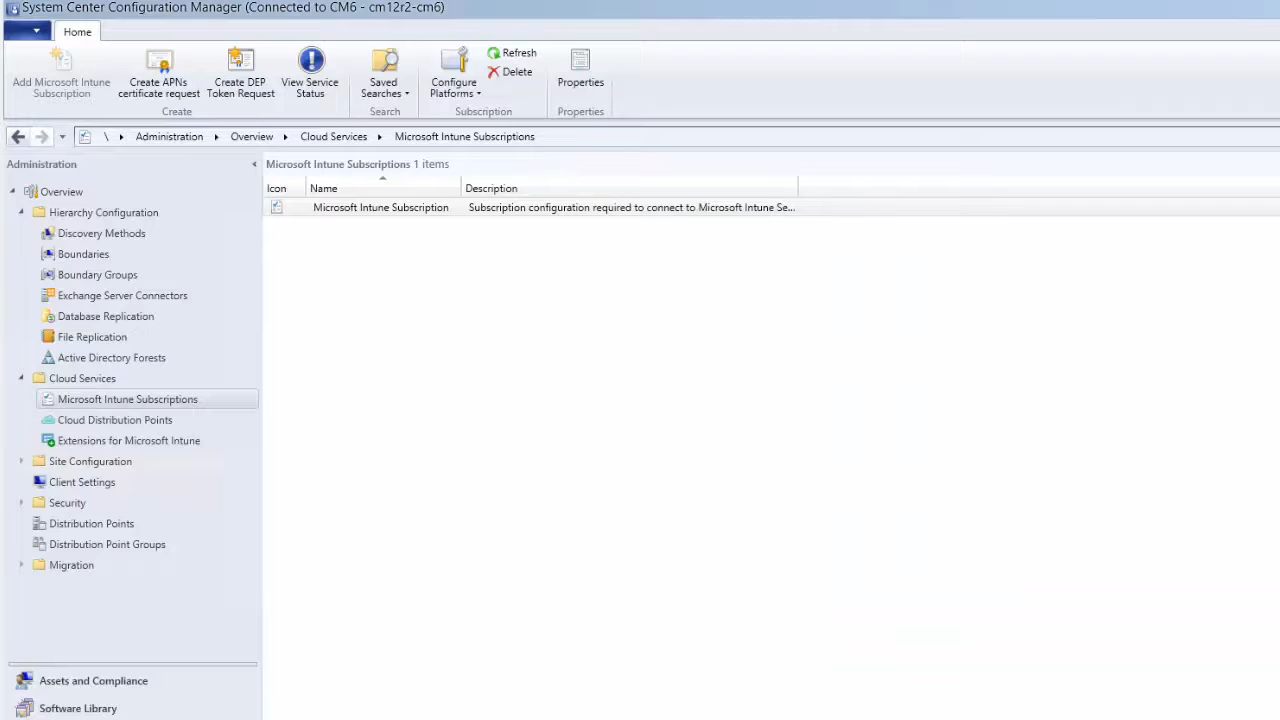 System Center Configuration Manager (Connected to CM6 - cm12r2-cm6)
Home
Add Microsoft Intune
Subscription
Create APNs
certificate request
Create DEP
Token Request
View Service
Status
Create
Saved
Searches
Search
Configure
Platforms
Refresh
Delete
Subscription
Properties
Properties
\ Administration Overview Cloud Services Microsoft Intune Subscriptions
Administration
Overview
Hierarchy Configuration
Discovery Methods
Boundaries
Boundary Groups
Exchange Server Connectors
Database Replication
File Replication
Active Directory Forests
Cloud Services
Microsoft Intune Subscriptions
Cloud Distribution Points
Extensions for Microsoft Intune
Site Configuration
Client Settings
Security
Distribution Points
Distribution Point Groups
Migration
Assets and Compliance
Software Library
Microsoft Intune Subscriptions 1 items
Icon Name Description
Microsoft Intune Subscription Subscription configuration required to connect to Microsoft Intune Se...